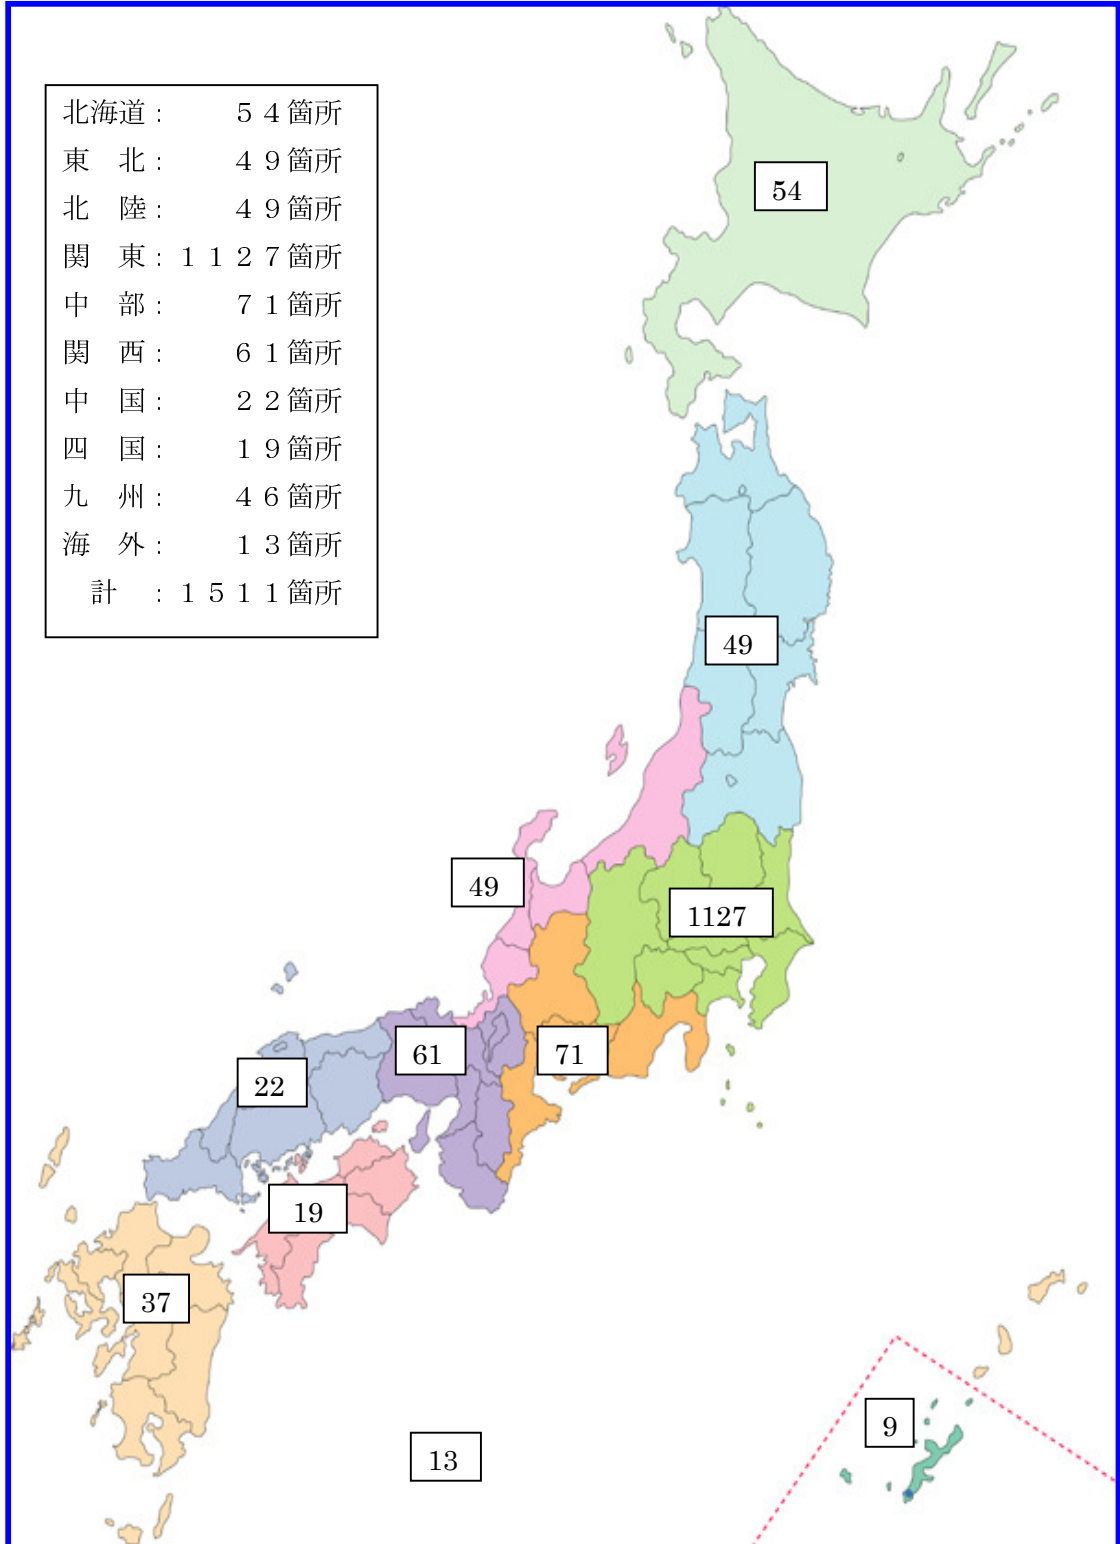 北海道：　　５４箇所
東　北：　　４９箇所
北　陸：　　４９箇所
関　東：１１２７箇所
中　部：　　７１箇所
関　西：　　６１箇所
中　国：　　２２箇所
四　国：　　１９箇所
九　州：　　４６箇所
海　外：　　１３箇所
　計　：１５１１箇所
54
49
49
1127
61
71
22
19
37
9
13